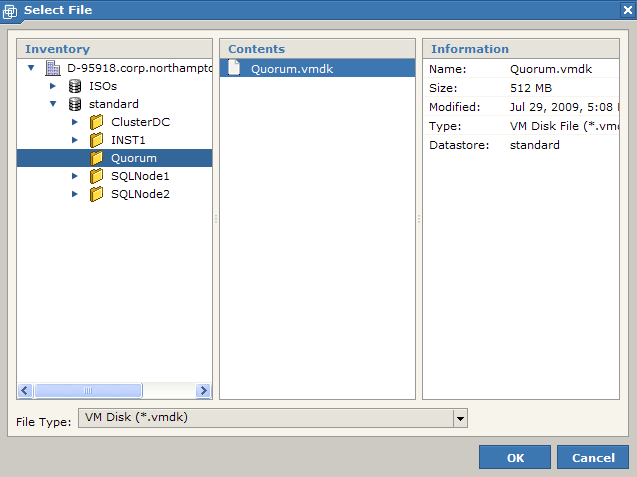 Select File
Inventory
D-95918.corp.northampto
ISOs
standard
ClusterDC
INST1
Quorum
SQLNode1
SQLNode2
Contents
Quorum.vmdk
Information
Name: Quorum.vmdk
Size: 512 MB
Modified: Jul 29, 2009, 5:08
Type: VM Disk File (*.vm
Datastore: standard
File Type: VM Disk (*.vmdk)
OK
Cancel